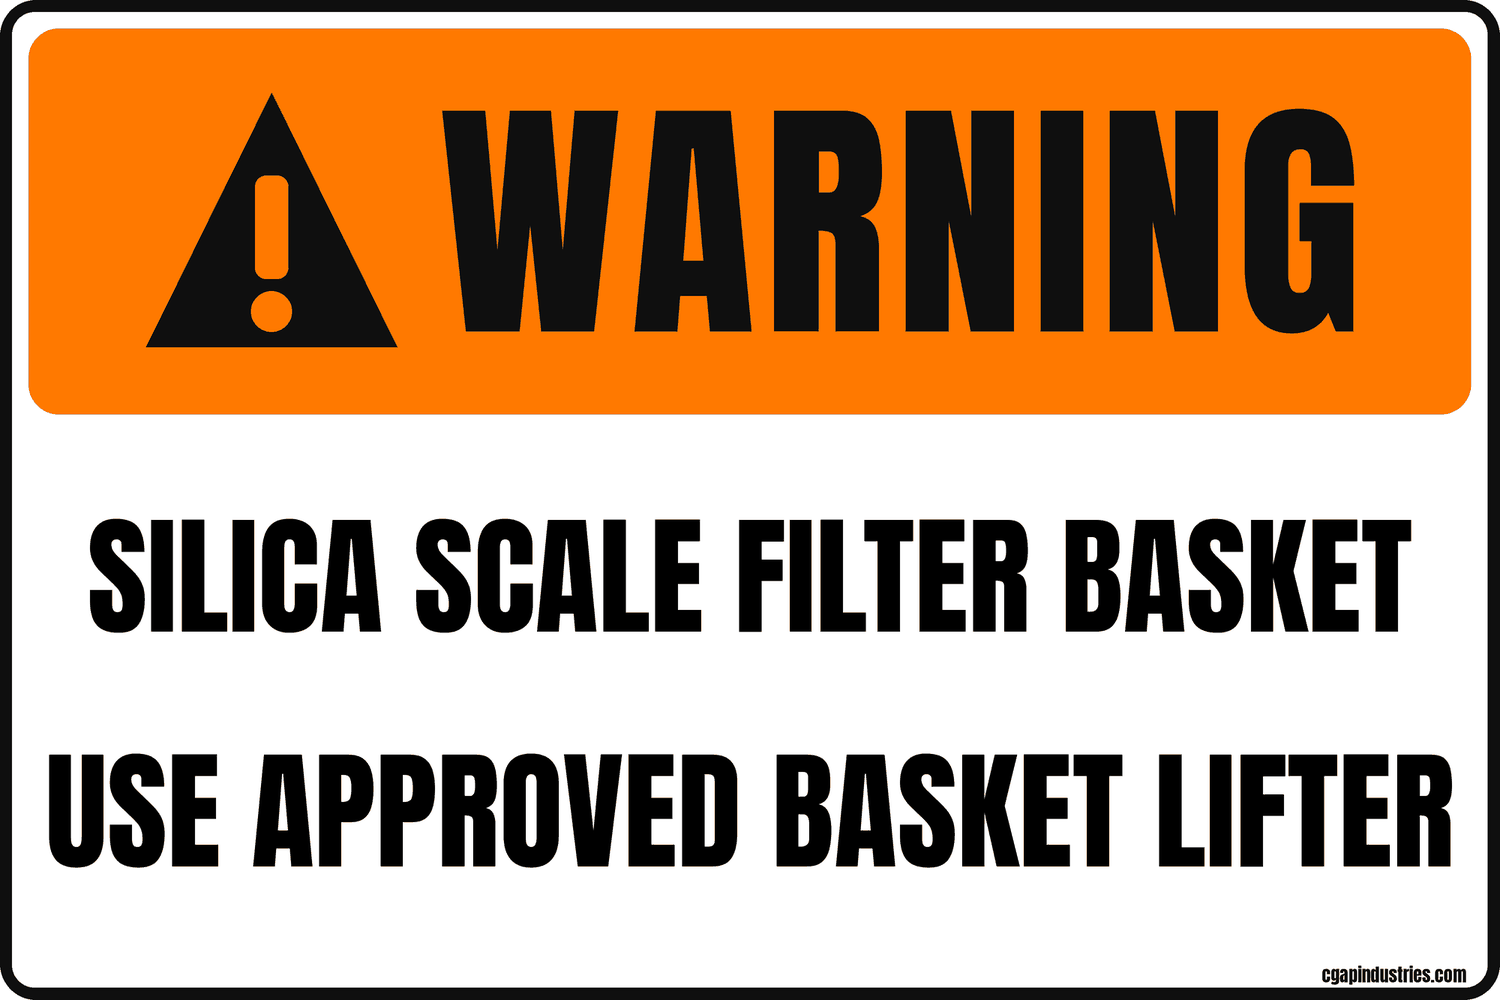 WARNING
SILICA SCALE FILTER BASKET
USE APPROVED BASKET LIFTER
cgapindustries.com